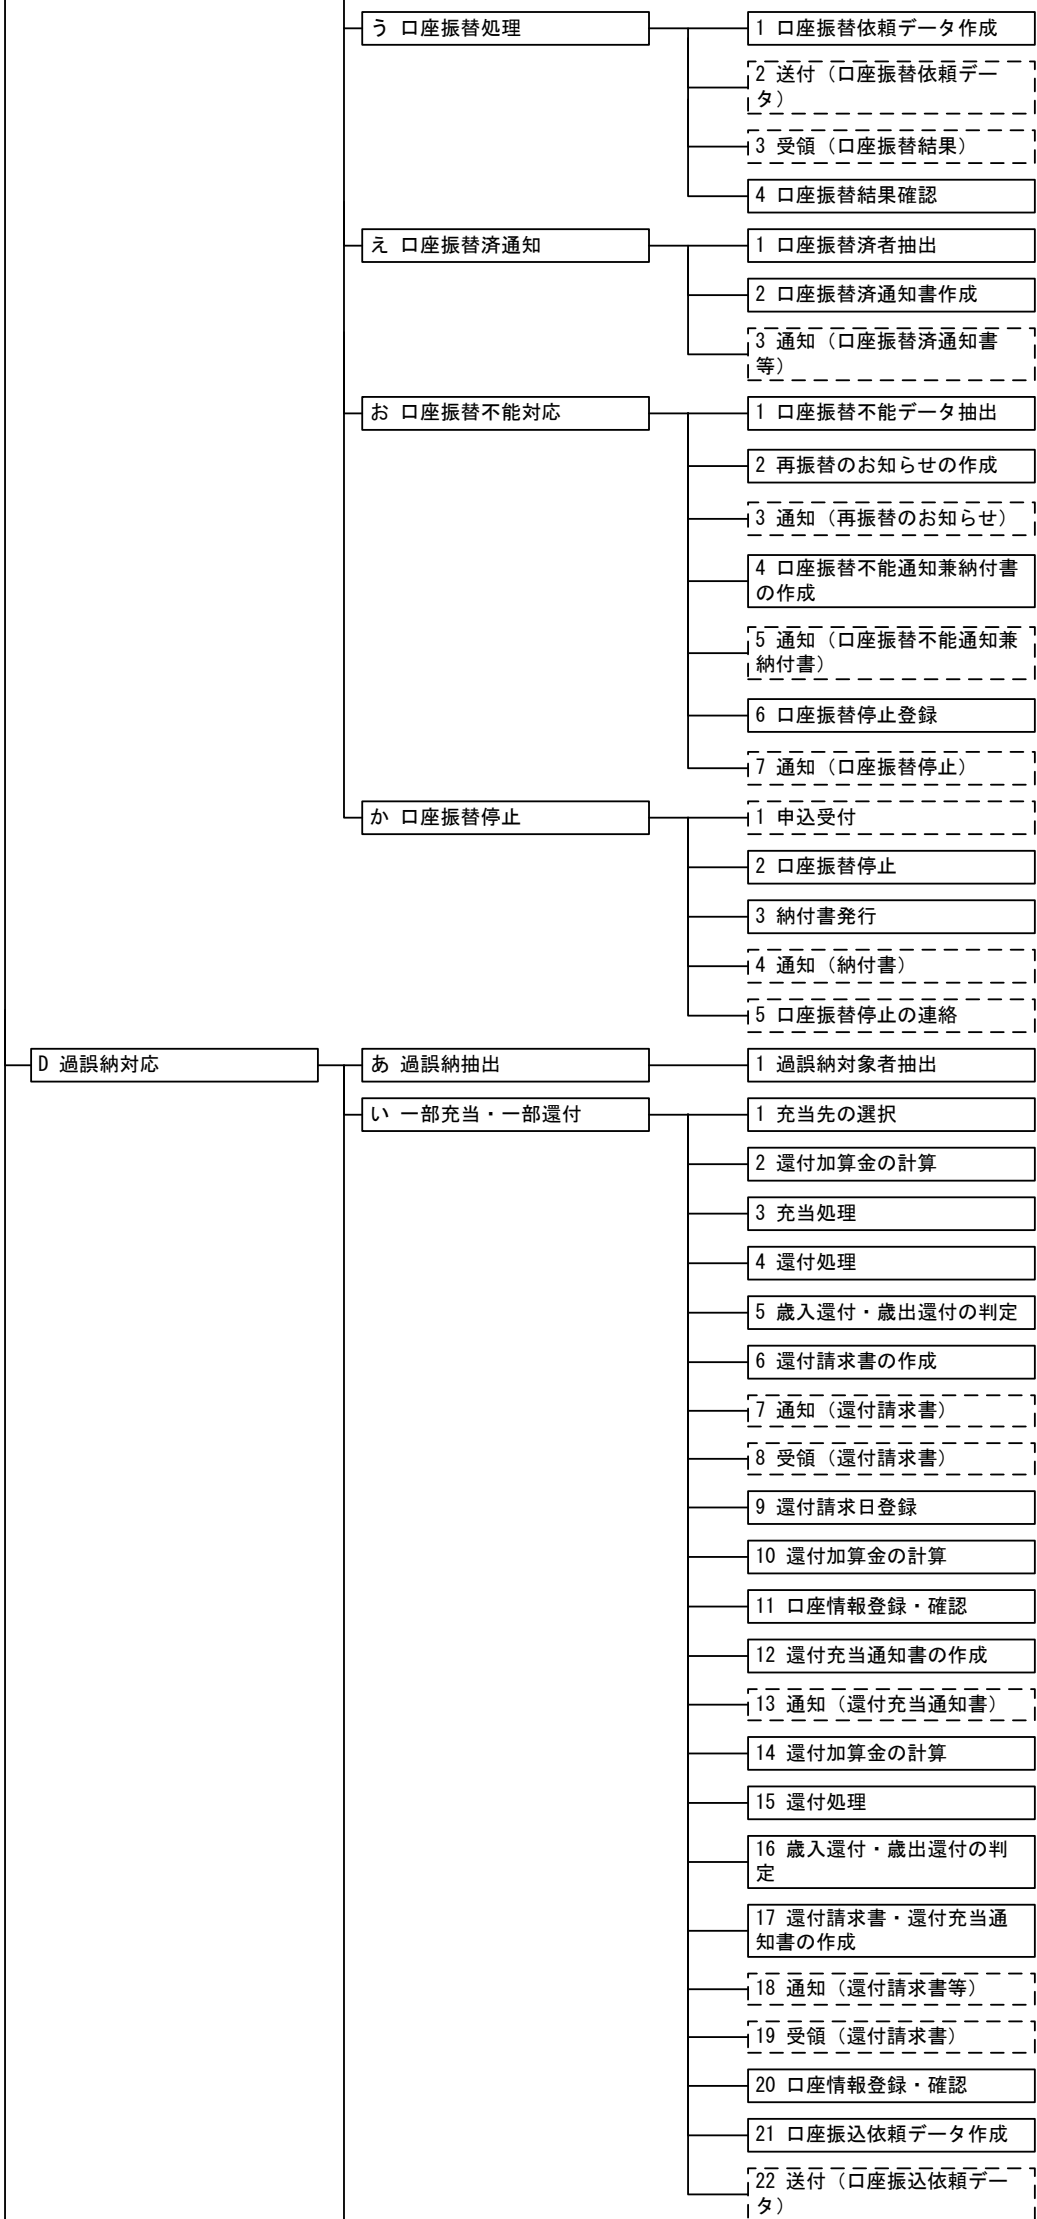 う 口座振替処理
1 口座振替依頼データ作成
2 送付（口座振替依頼デー
タ）
3 受領（口座振替結果）
4 口座振替結果確認
え 口座振替済通知
1 口座振替済者抽出
2 口座振替済通知書作成
3 通知（口座振替済通知書
等）
お 口座振替不能対応
1 口座振替不能データ抽出
2 再振替のお知らせの作成
3 通知（再振替のお知らせ）
4 口座振替不能通知兼納付書
の作成
5 通知（口座振替不能通知兼
納付書）
6 口座振替停止登録
7 通知（口座振替停止）
か 口座振替停止
1 申込受付
2 口座振替停止
3 納付書発行
4 通知（納付書）
5 口座振替停止の連絡
D 過誤納対応
あ 過誤納抽出
1 過誤納対象者抽出
い 一部充当・一部還付
1 充当先の選択
2 還付加算金の計算
3 充当処理
4 還付処理
5 歳入還付・歳出還付の判定
6 還付請求書の作成
7 通知（還付請求書）
8 受領（還付請求書）
9 還付請求日登録
10 還付加算金の計算
11 口座情報登録・確認
12 還付充当通知書の作成
13 通知（還付充当通知書）
14 還付加算金の計算
15 還付処理
16 歳入還付・歳出還付の判
定
17 還付請求書・還付充当通
知書の作成
18 通知（還付請求書等）
19 受領（還付請求書）
20 口座情報登録・確認
21 口座振込依頼データ作成
22 送付（口座振込依頼デー
タ）